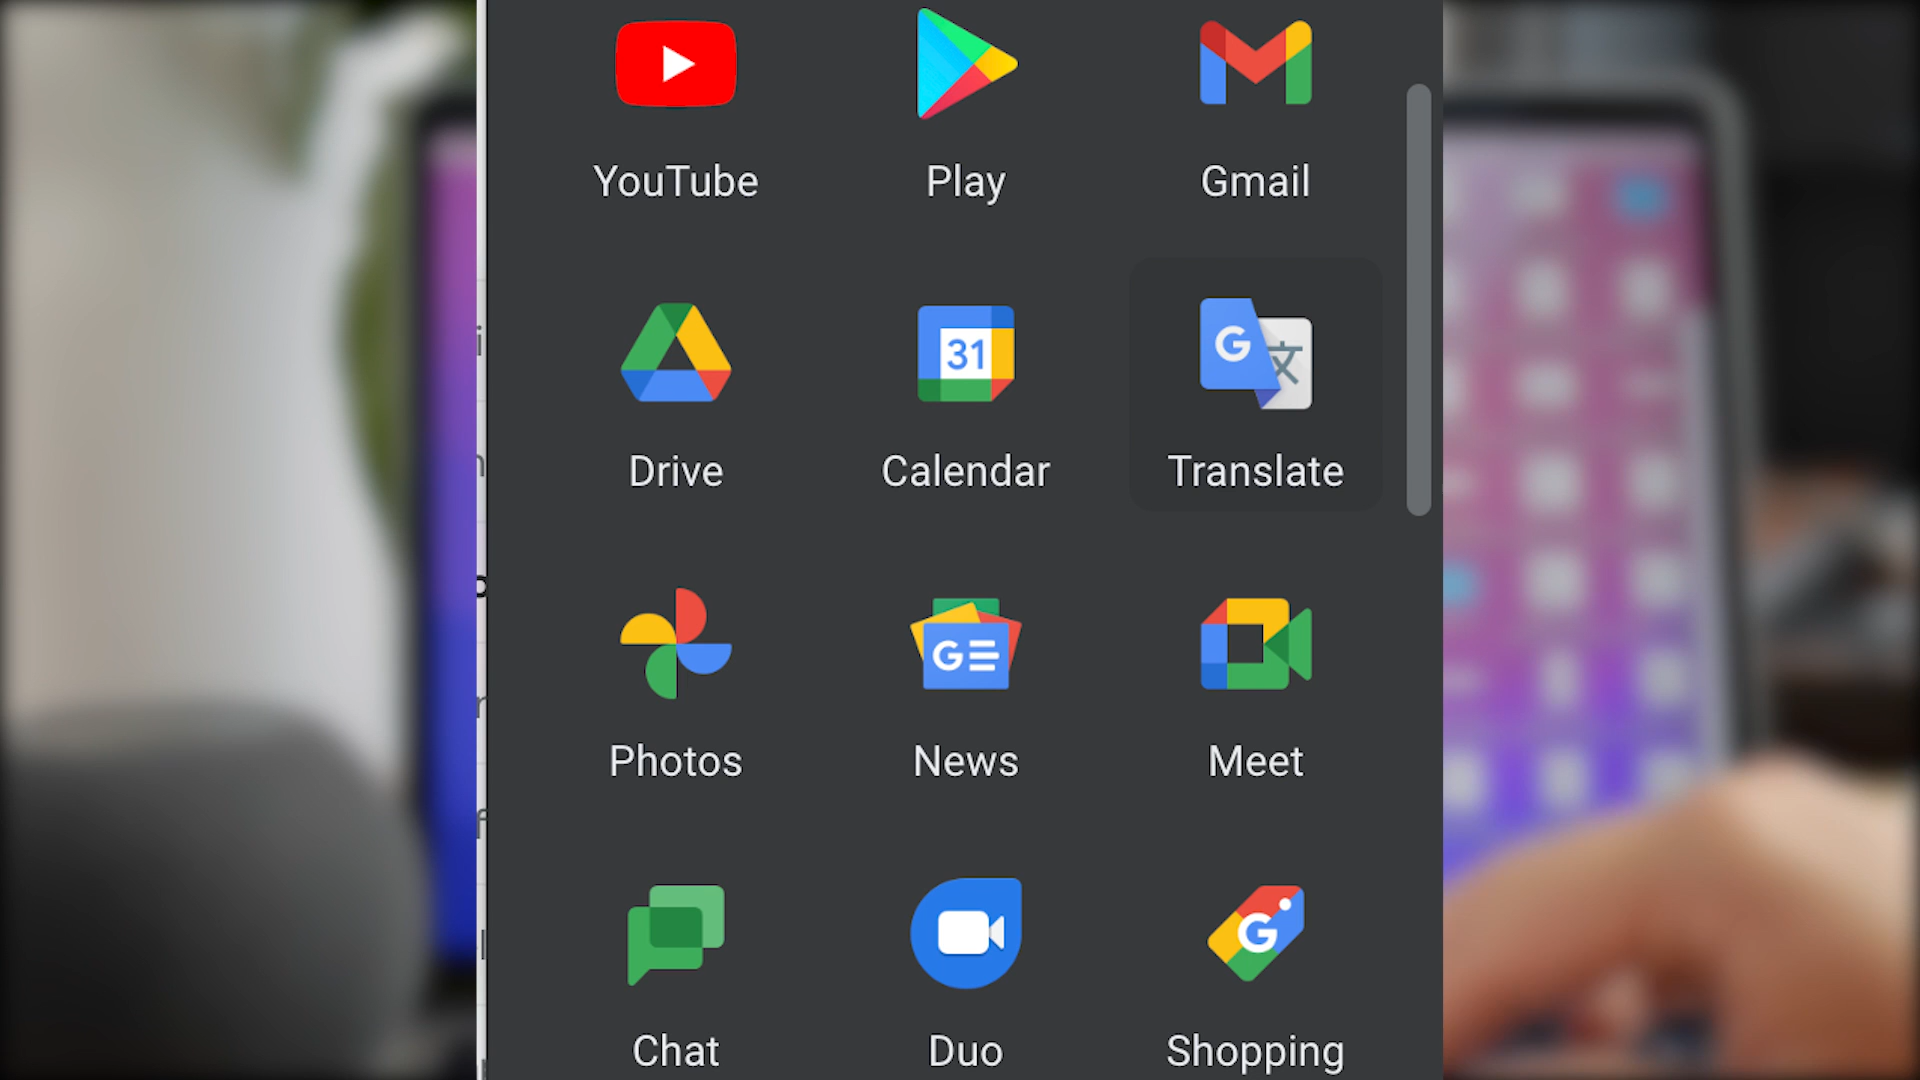 YouTube
Play
Gmail
31
G 文
Drive
Calendar
Translate
G
Photos
News
Meet
G
Chat
Duo
Shopping